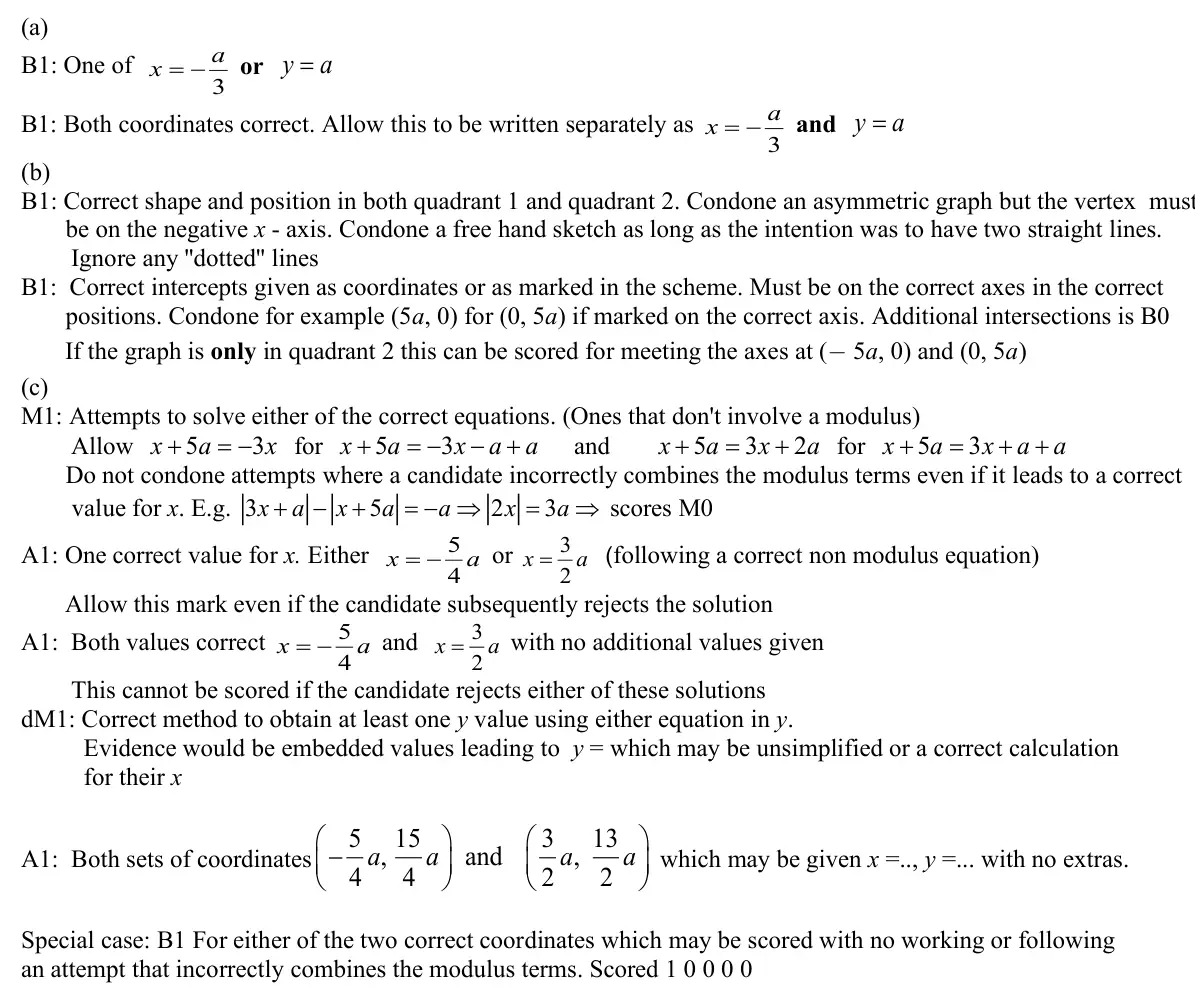 (a)
B1: One of x = −a/3 or y = a
B1: Both coordinates correct. Allow this to be written separately as x = −a/3 and y = a
(b)
B1: Correct shape and position in both quadrant 1 and quadrant 2. Condone an asymmetric graph but the vertex must
be on the negative x - axis. Condone a free hand sketch as long as the intention was to have two straight lines.
Ignore any "dotted" lines
B1: Correct intercepts given as coordinates or as marked in the scheme. Must be on the correct axes in the correct
positions. Condone for example (5a, 0) for (0, 5a) if marked on the correct axis. Additional intersections is B0
If the graph is only in quadrant 2 this can be scored for meeting the axes at (− 5a, 0) and (0, 5a)
(c)
M1: Attempts to solve either of the correct equations. (Ones that don't involve a modulus)
Allow x + 5a = −3x for x + 5a = −3x − a + a and x + 5a = 3x + 2a for x + 5a = 3x + a + a
Do not condone attempts where a candidate incorrectly combines the modulus terms even if it leads to a correct
value for x. E.g. |3x + a| − |x + 5a| = −a ⇒ |2x| = 3a ⇒ scores M0
A1: One correct value for x. Either x = −5/4 a or x = 3/2 a (following a correct non modulus equation)
Allow this mark even if the candidate subsequently rejects the solution
A1: Both values correct x = −5/4 a and x = 3/2 a with no additional values given
This cannot be scored if the candidate rejects either of these solutions
dM1: Correct method to obtain at least one y value using either equation in y.
Evidence would be embedded values leading to y = which may be unsimplified or a correct calculation
for their x
A1: Both sets of coordinates (−5/4 a, 15/4 a) and (3/2 a, 13/2 a) which may be given x =.., y =... with no extras.
Special case: B1 For either of the two correct coordinates which may be scored with no working or following
an attempt that incorrectly combines the modulus terms. Scored 1 0 0 0 0